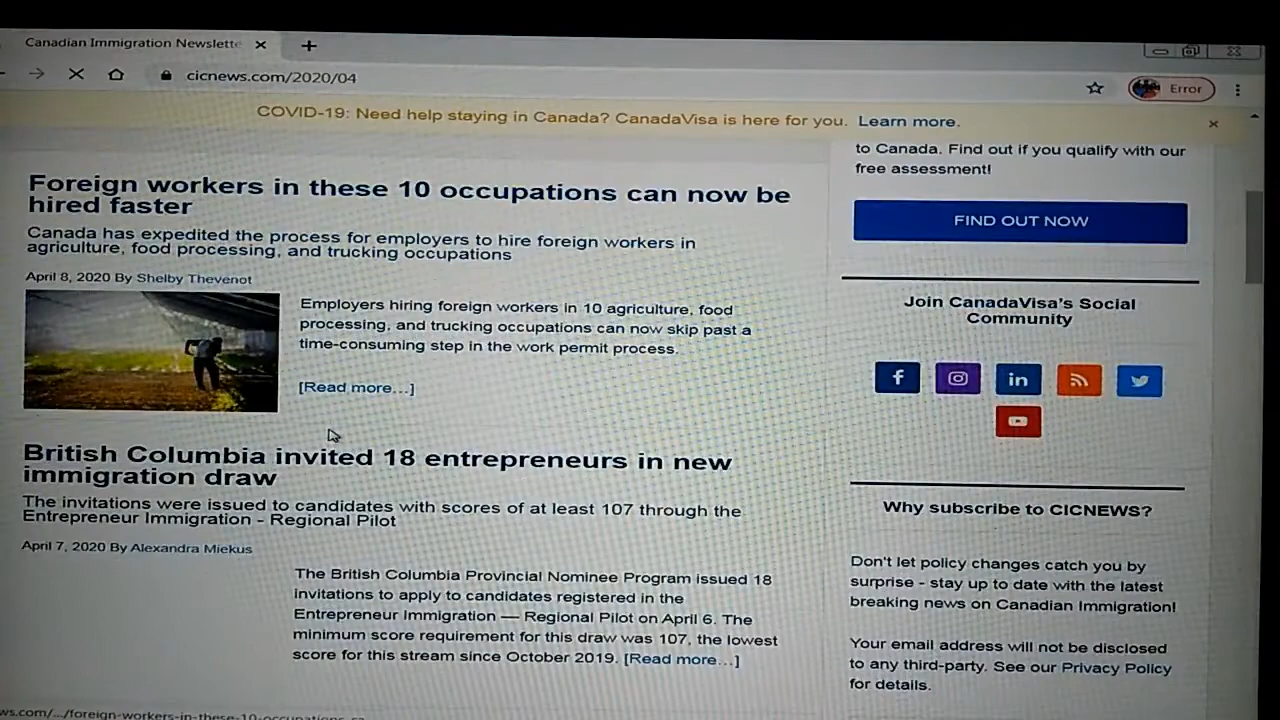 Canadian Immigration Newslette
cicnews.com/2020/04
Error
COVID-19: Need help staying in Canada? CanadaVisa is here for you. Learn more.
Foreign workers in these 10 occupations can now be
hired faster
Canada has expedited the process for employers to hire foreign workers in
agriculture, food processing, and trucking occupations
April 8, 2020 By Shelby Thevenot
Employers hiring foreign workers in 10 agriculture, food
processing, and trucking occupations can now skip past a
time-consuming step in the work permit process.
[Read more...]
British Columbia invited 18 entrepreneurs in new
immigration draw
The invitations were issued to candidates with scores of at least 107 through the
Entrepreneur Immigration - Regional Pilot
April 7, 2020 By Alexandra Miekus
The British Columbia Provincial Nominee Program issued 18
invitations to apply to candidates registered in the
Entrepreneur Immigration — Regional Pilot on April 6. The
minimum score requirement for this draw was 107, the lowest
score for this stream since October 2019. [Read more...]
to Canada. Find out if you qualify with our
free assessment!
FIND OUT NOW
Join CanadaVisa's Social
Community
Why subscribe to CICNEWS?
Don't let policy changes catch you by
surprise - stay up to date with the latest
breaking news on Canadian Immigration!
Your email address will not be disclosed
to any third-party. See our Privacy Policy
for details.
ws.com/.../foreign-workers-in-these-10-occupations-ca